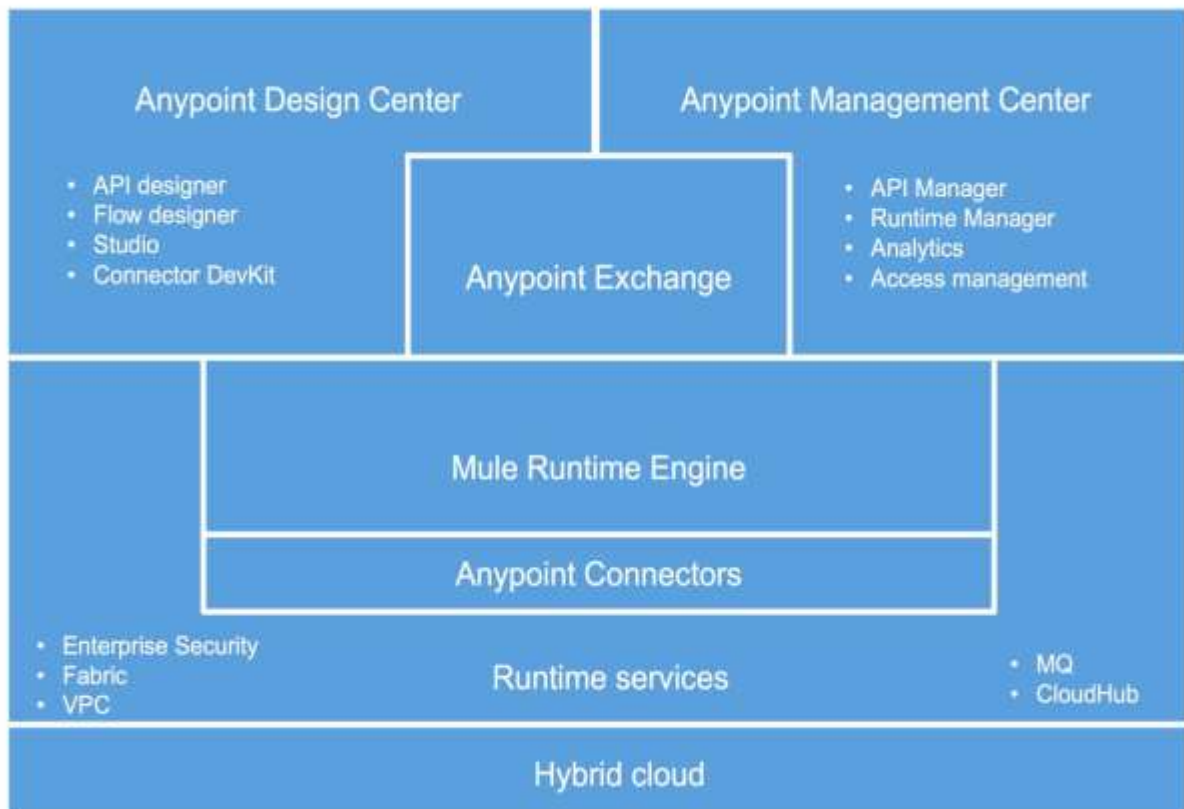 Anypoint Design Center
• API designer
• Flow designer
• Studio
• Connector DevKit
Anypoint Management Center
• API Manager
• Runtime Manager
• Analytics
• Access management
Anypoint Exchange
Mule Runtime Engine
Anypoint Connectors
• Enterprise Security
• Fabric
• VPC
Runtime services
• MQ
• CloudHub
Hybrid cloud